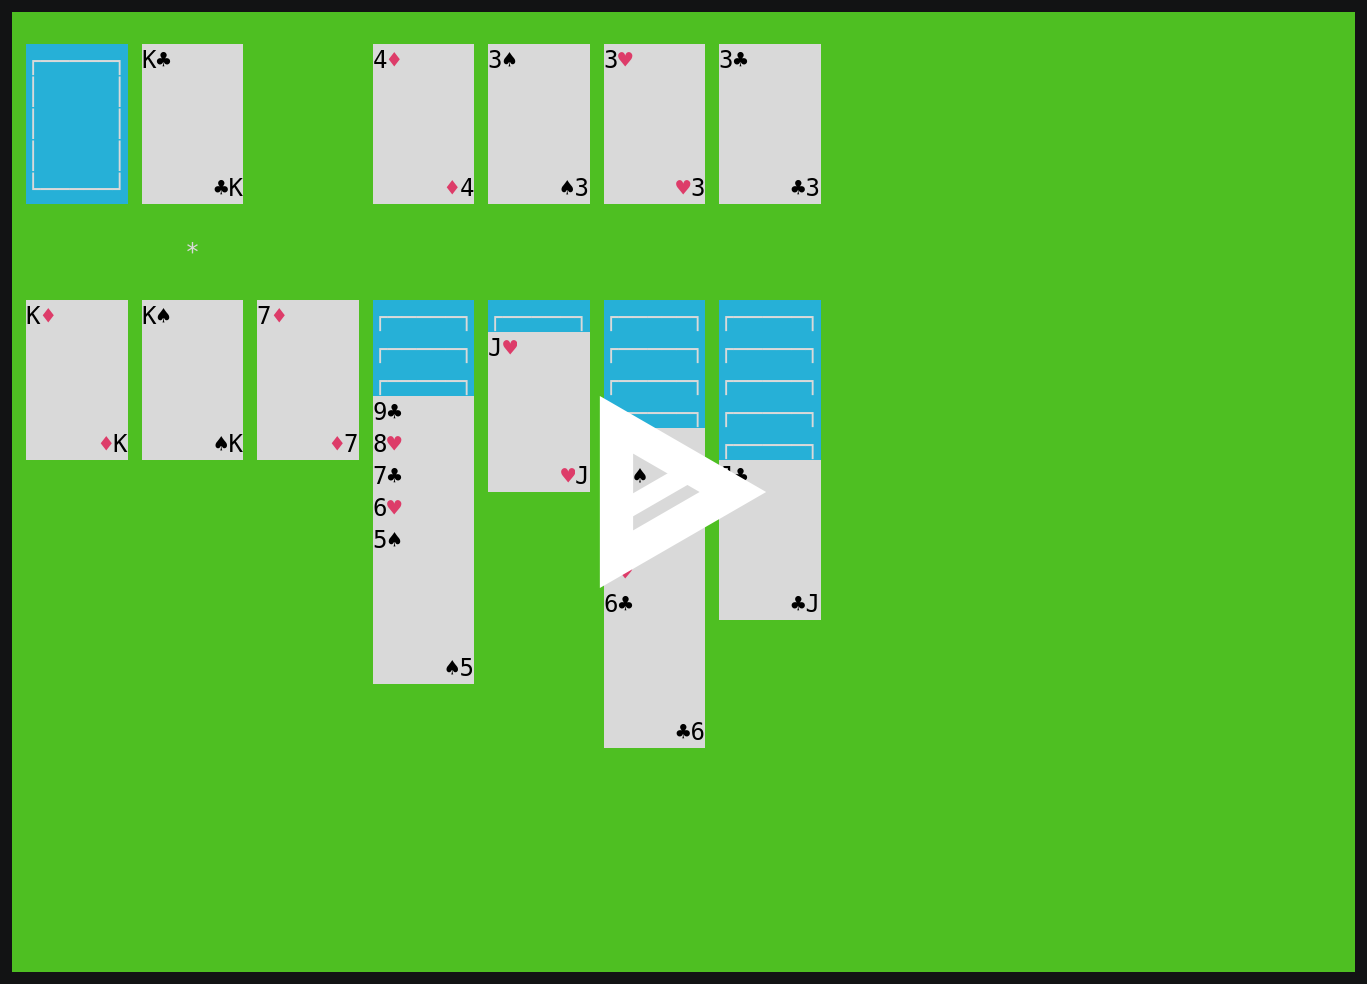 K♣ 4♦ 3♠ 3♥ 3♣
♣K ♦4 ♠3 ♥3 ♣3
*
K♦ K♠ 7♦
J♥
9♣
♦K ♠K ♦7 8♥
7♣ ♥J ♠ ♣
6♥
5♠
6♣ ♣J
♠5
♣6